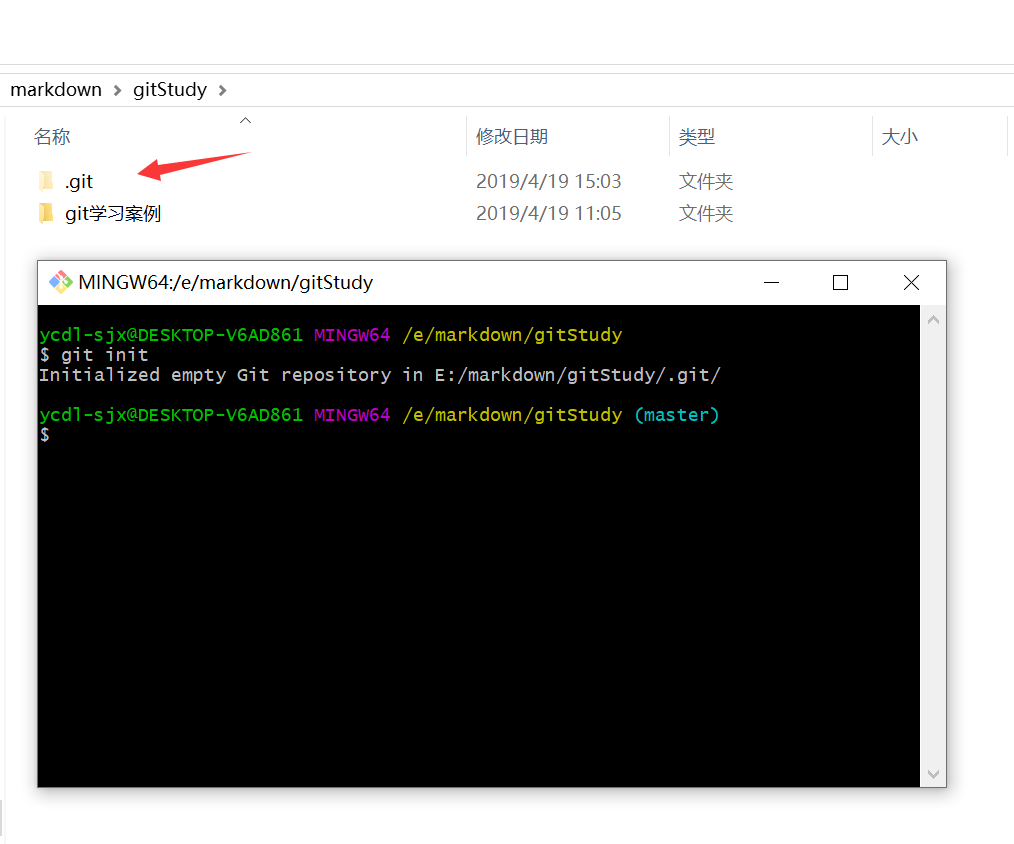 markdown > gitStudy >
名称 修改日期 类型 大小
.git 2019/4/19 15:03 文件夹
git学习案例 2019/4/19 11:05 文件夹
MINGW64:/e/markdown/gitStudy
ycdl-sjx@DESKTOP-V6AD861 MINGW64 /e/markdown/gitStudy
$ git init
Initialized empty Git repository in E:/markdown/gitStudy/.git/
ycdl-sjx@DESKTOP-V6AD861 MINGW64 /e/markdown/gitStudy (master)
$